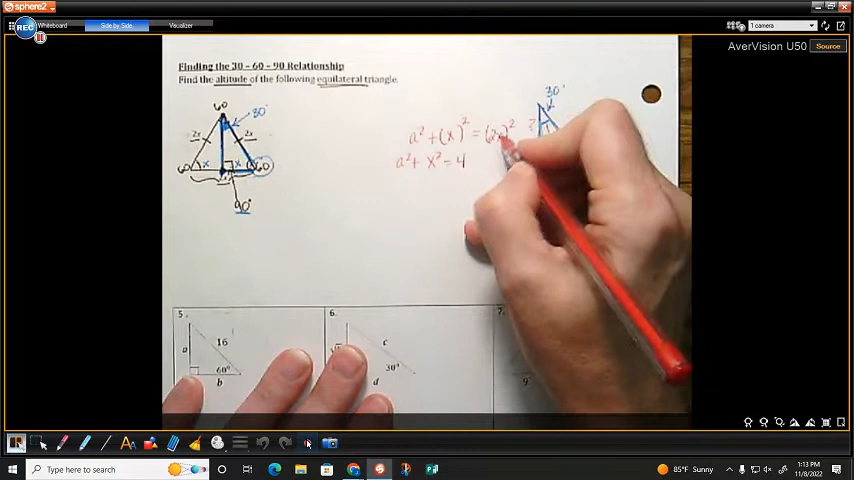 sphere2
REC
Whiteboard
Side by Side
Visualizer
1 camera
AverVision U50
Source
Finding the 30 – 60 – 90 Relationship
Find the altitude of the following equilateral triangle.
60
30°
2x
2x
60
x
x
60
90°
a² + (x)² = (2x)²
a² + x² = 4
30°
?
5.
a
16
60°
b
6.
c
30°
d
7.
9
Type here to search
85°F Sunny
1:13 PM
11/8/2022